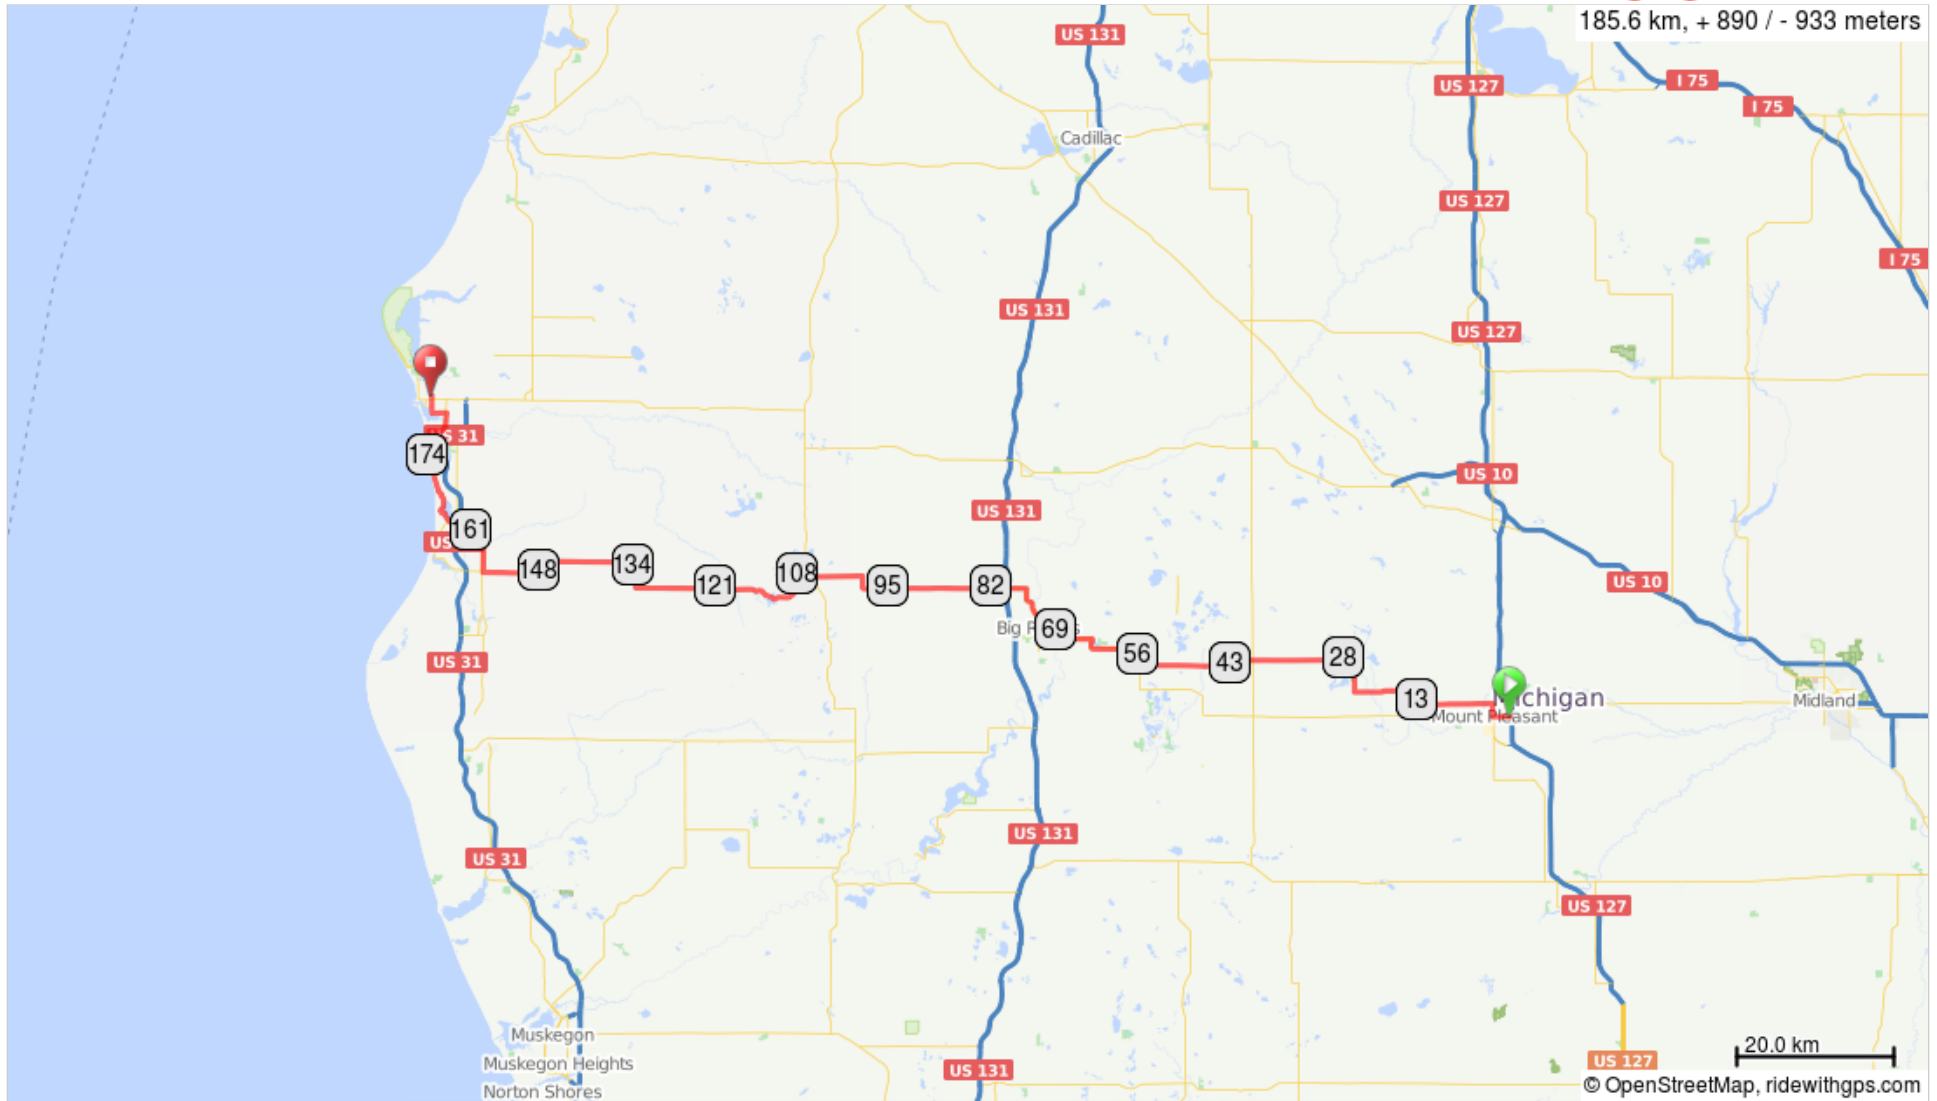 185.6 km, + 890 / - 933 meters
US 131
I 75
US 127
I 75
Cadillac
US 127
I 75
US 131
US 127
US 31
174
US 10
US 131
161
US
148
134
121
108
95
82
US 10
Big R s
69
56
43
28
13
Michigan
Mount Pleasant
Midland
US 31
US 131
US 31
US 127
Muskegon
Muskegon Heights
Norton Shores
US 131
US 127
20.0 km
© OpenStreetMap, ridewithgps.com